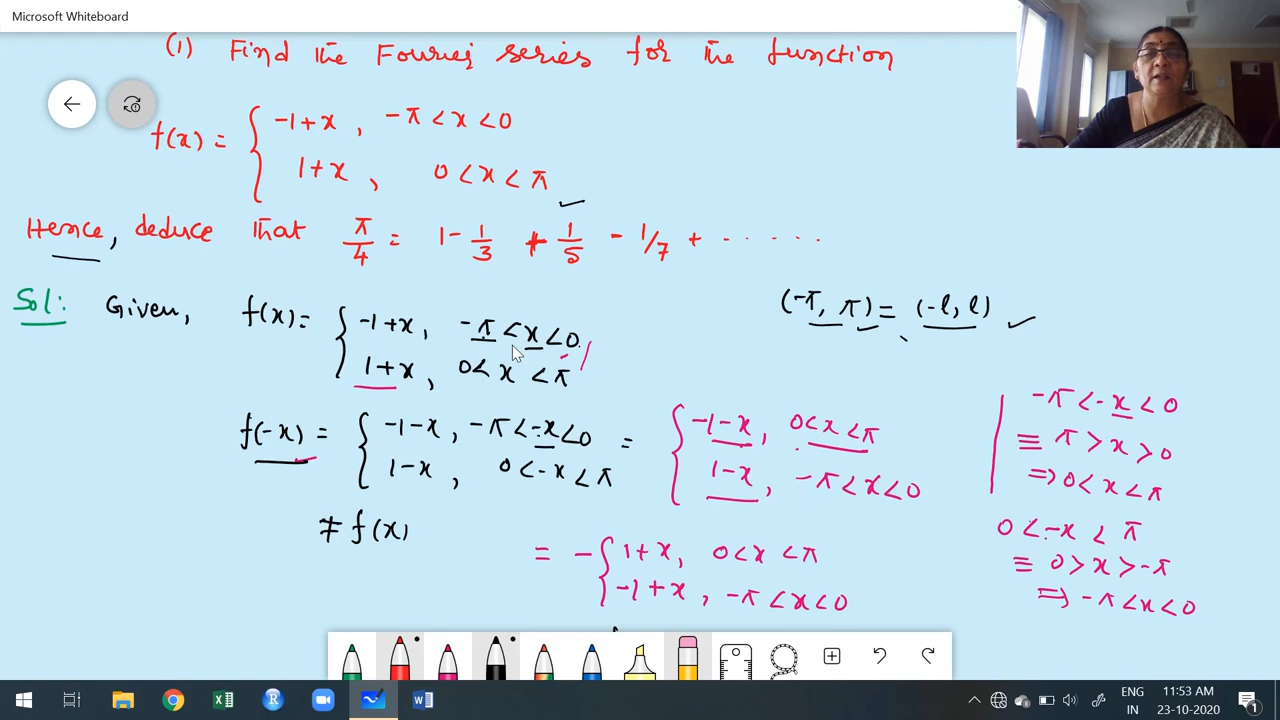 Microsoft Whiteboard
(1) Find the Fourier series for the function
f(x) = { -1+x , -π < x < 0
1+x , 0 < x < π
Hence, deduce that π/4 = 1 - 1/3 + 1/5 - 1/7 + . . . . . .
Sol: Given, f(x) = { -1+x, -π < x < 0.
1+x , 0 < x < π
(-π, π) = (-l, l)
f(-x) = { -1-x , -π < -x < 0 = { -1-x, 0 < x < π
1-x , 0 < -x < π 1-x , -π < x < 0
≠ f(x)
= - { 1+x, 0 < x < π
-1+x , -π < x < 0
-π < -x < 0
≡ π > x > 0
⇒ 0 < x < π
0 < -x < π
≡ 0 > x > -π
⇒ -π < x < 0
ENG
IN
11:53 AM
23-10-2020
1